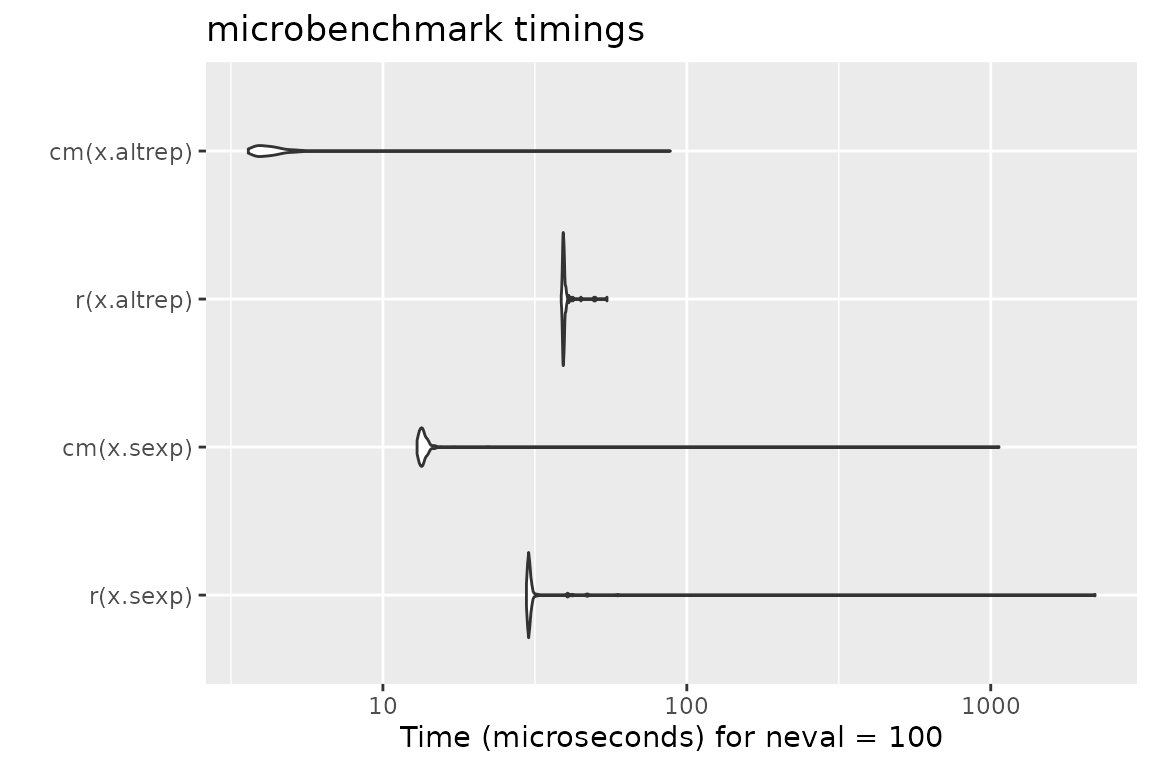 microbenchmark timings
cm(x.altrep)
r(x.altrep)
cm(x.sexp)
r(x.sexp)
10 100 1000
Time (microseconds) for neval = 100